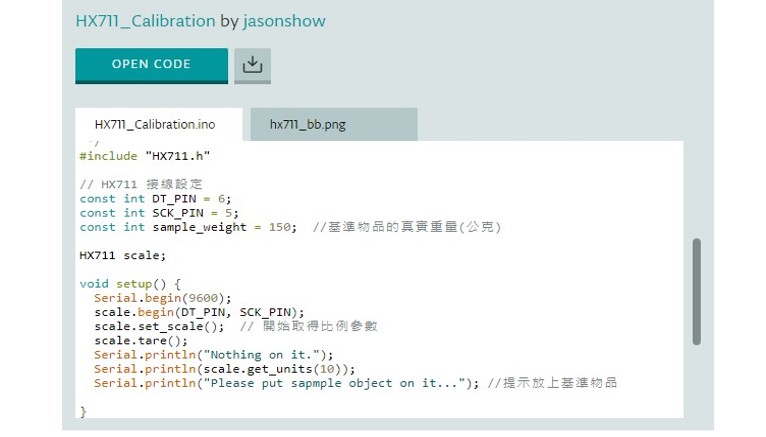 HX711_Calibration by jasonshow
OPEN CODE
HX711_Calibration.ino
hx711_bb.png
*/
#include "HX711.h"
// HX711 接線設定
const int DT_PIN = 6;
const int SCK_PIN = 5;
const int sample_weight = 150;  //基準物品的真實重量(公克)
HX711 scale;
void setup() {
  Serial.begin(9600);
  scale.begin(DT_PIN, SCK_PIN);
  scale.set_scale();  // 開始取得比例參數
  scale.tare();
  Serial.println("Nothing on it.");
  Serial.println(scale.get_units(10));
  Serial.println("Please put sapmple object on it..."); //提示放上基準物品
}